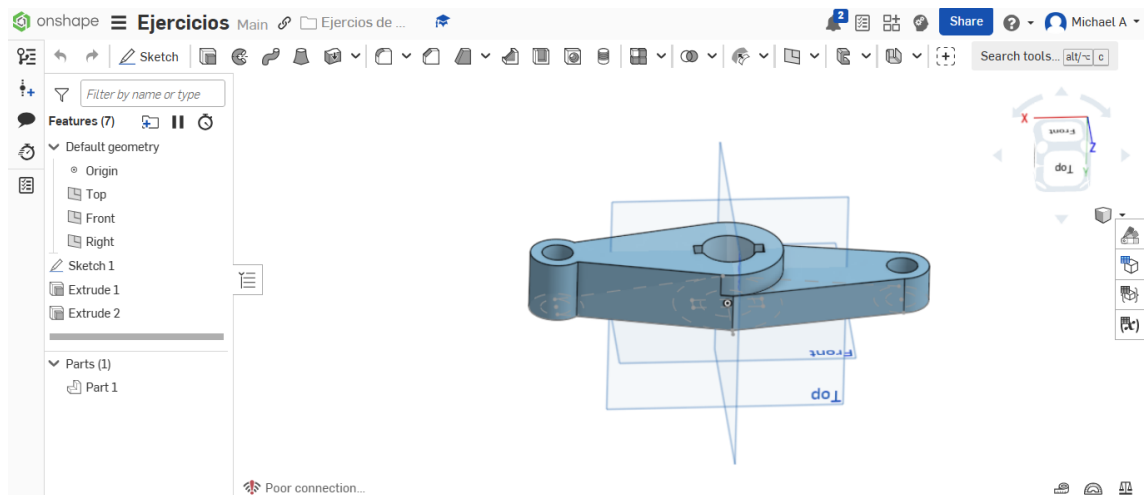 onshape Ejercicios Main Ejercios de ... 2 Share Michael A
Sketch Search tools... alt/⌥ c
Filter by name or type
Features (7)
Default geometry
Origin
Top
Front
Right
Sketch 1
Extrude 1
Extrude 2
Parts (1)
Part 1
X
Front
Z
Top
Y
Front
Top
Poor connection...